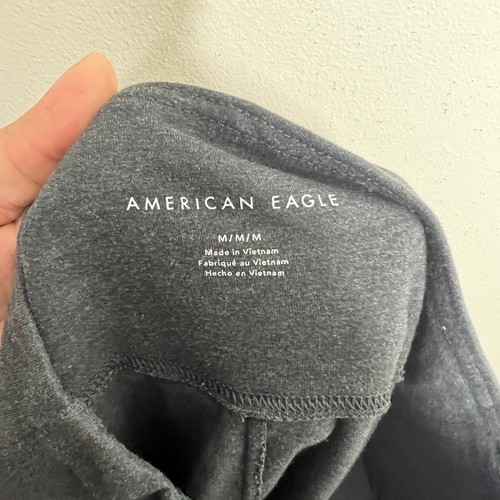 AMERICAN EAGLE
M/M/M
Made in Vietnam
Fabriqué au Vietnam
Hecho en Vietnam